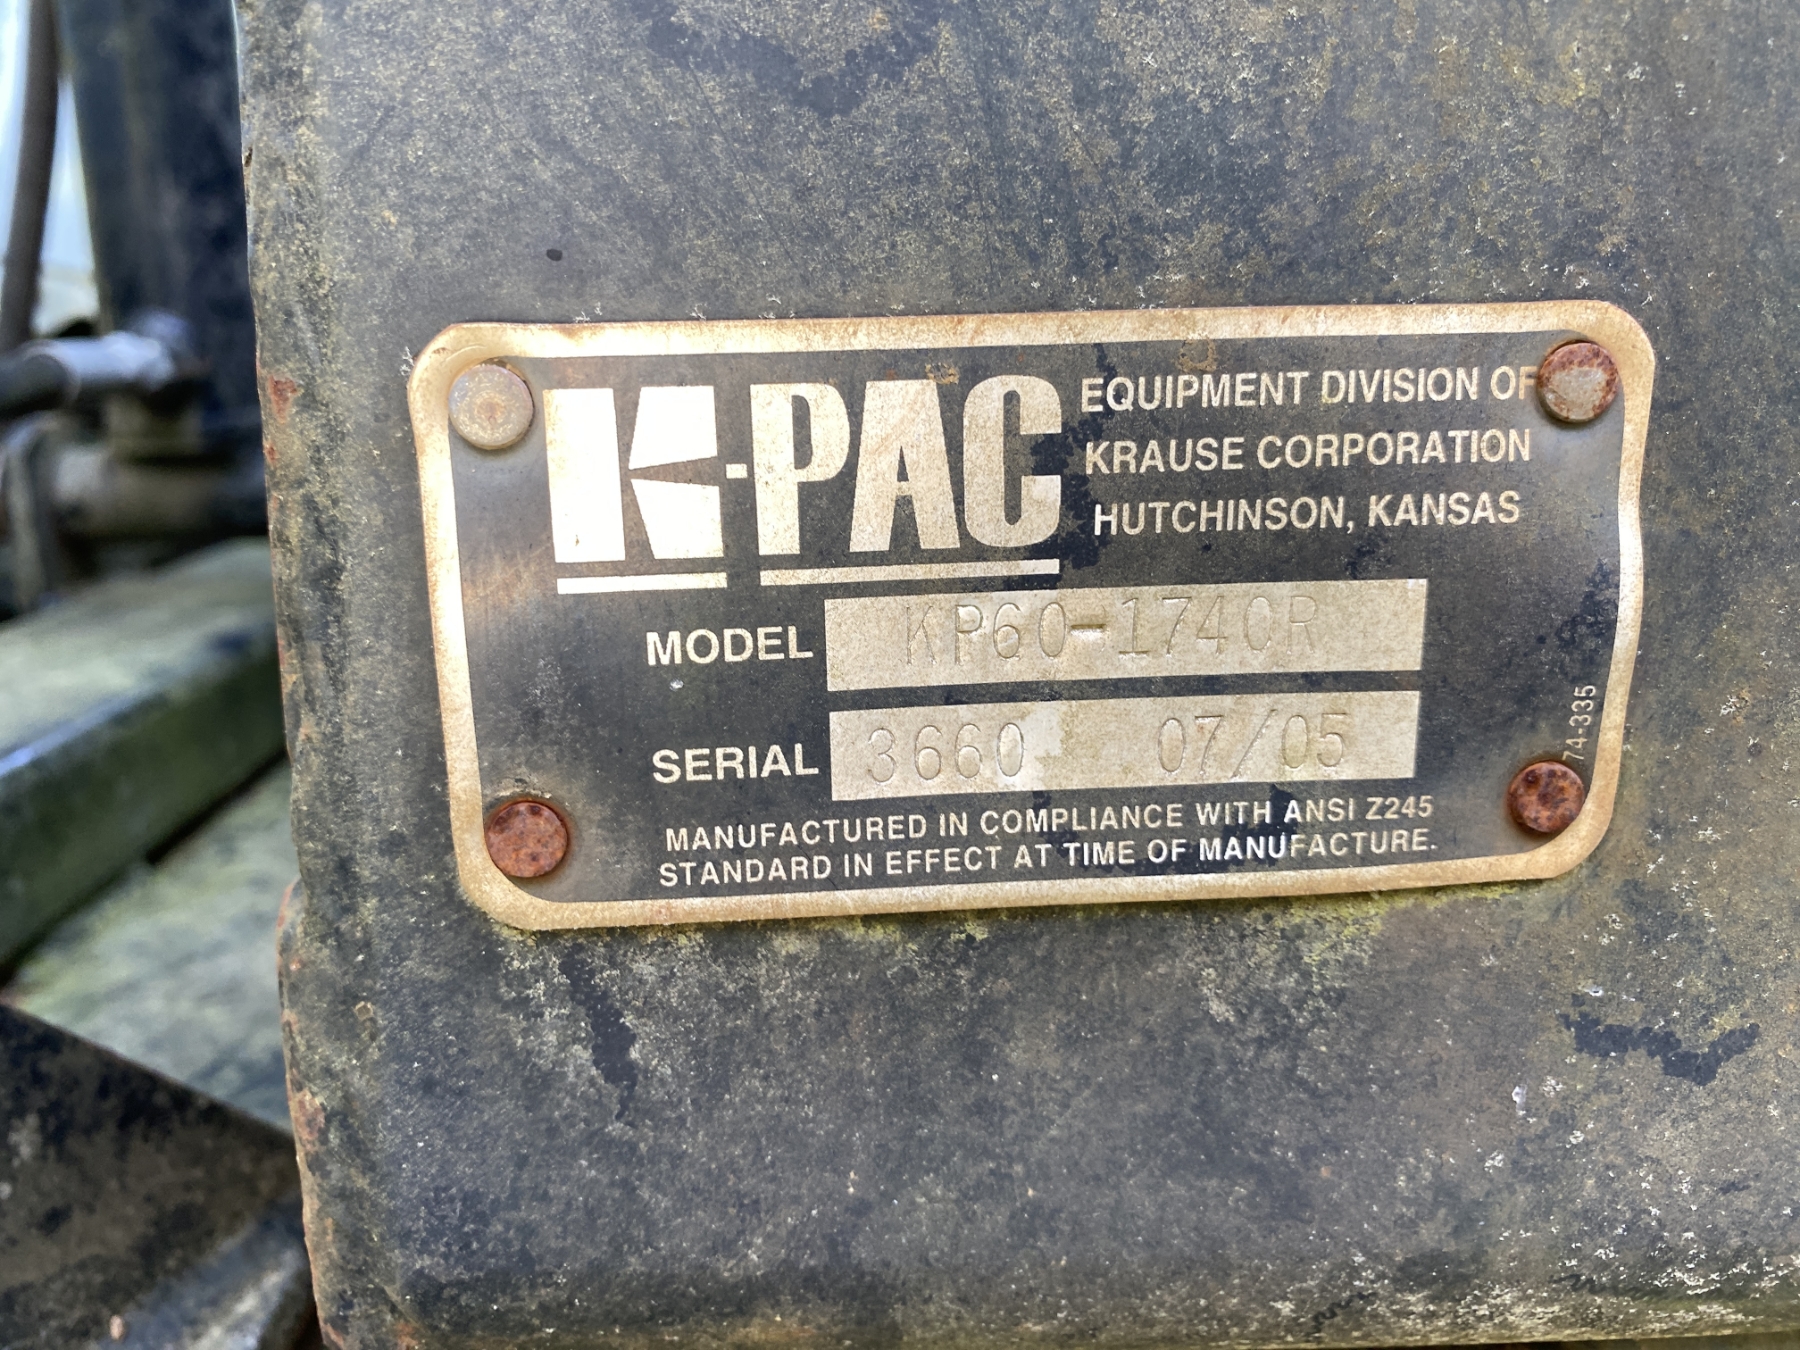 K-PAC
EQUIPMENT DIVISION OF
KRAUSE CORPORATION
HUTCHINSON, KANSAS
MODEL KP60-1740R
SERIAL 3660 07/05
MANUFACTURED IN COMPLIANCE WITH ANSI Z245
STANDARD IN EFFECT AT TIME OF MANUFACTURE.
774-335